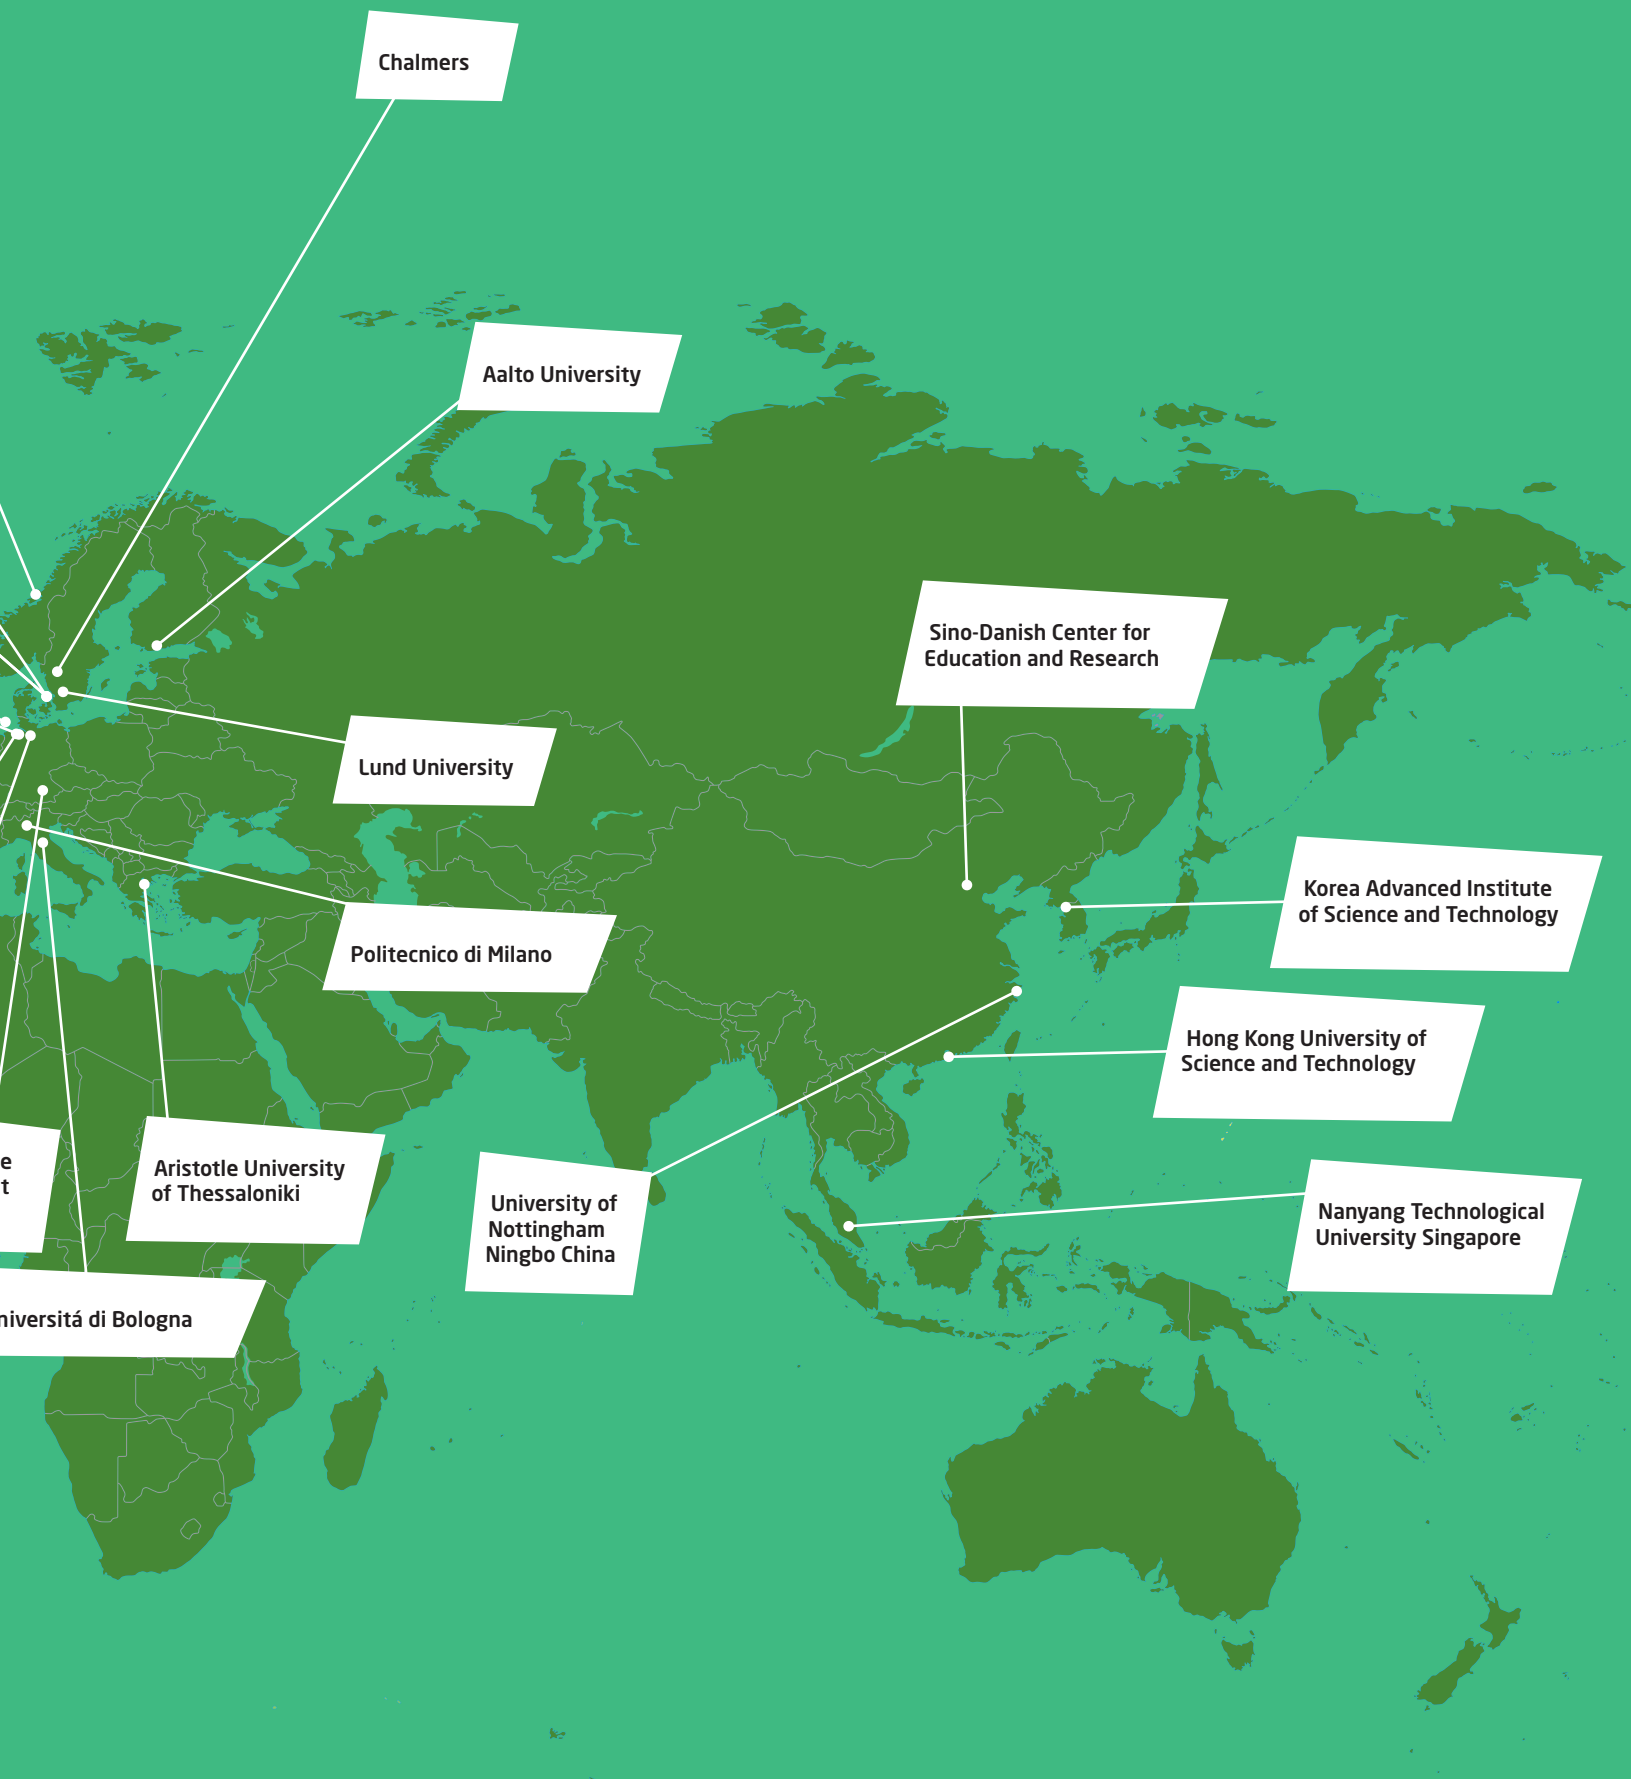 Chalmers
Aalto University
Sino-Danish Center for
Education and Research
Lund University
Korea Advanced Institute
of Science and Technology
Politecnico di Milano
Hong Kong University of
Science and Technology
e
t
Aristotle University
of Thessaloniki
University of
Nottingham
Ningbo China
Nanyang Technological
University Singapore
niversitá di Bologna